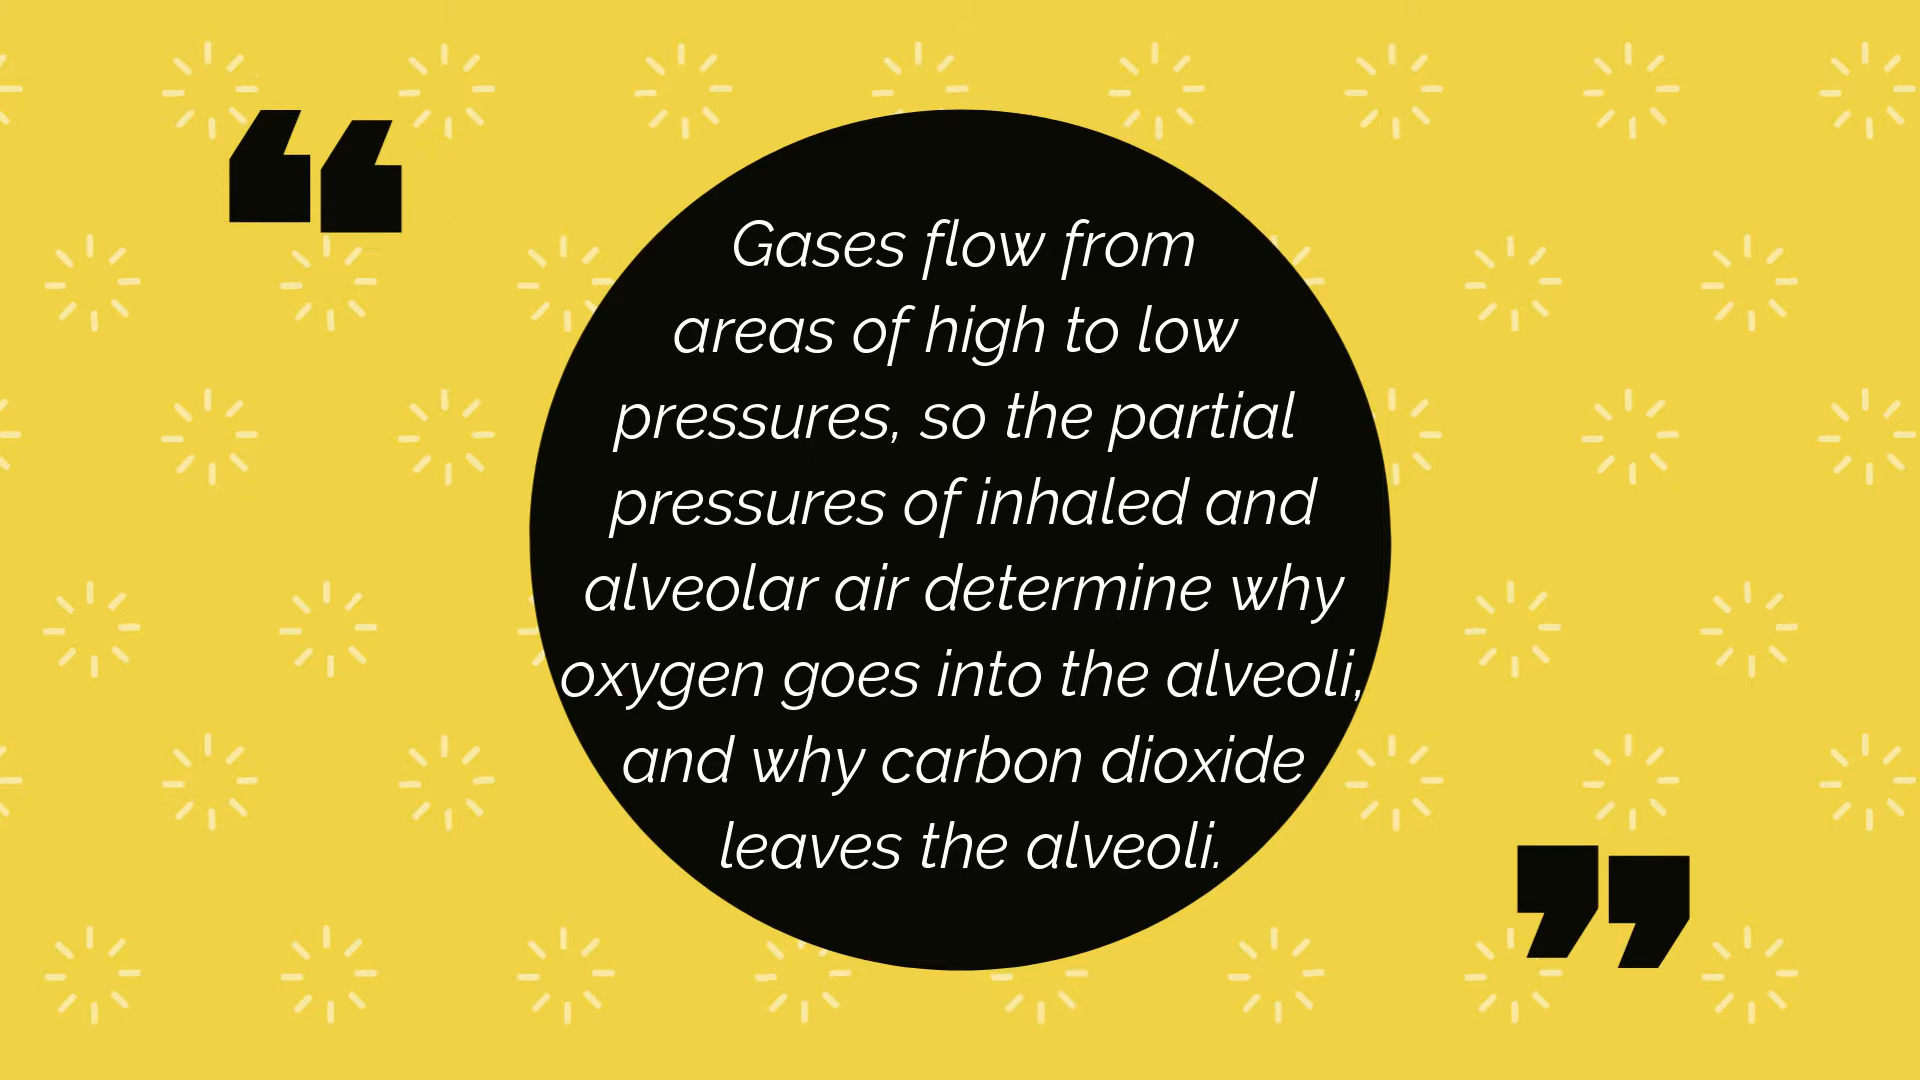 “
Gases flow from
areas of high to low
pressures, so the partial
pressures of inhaled and
alveolar air determine why
oxygen goes into the alveoli,
and why carbon dioxide
leaves the alveoli.
”